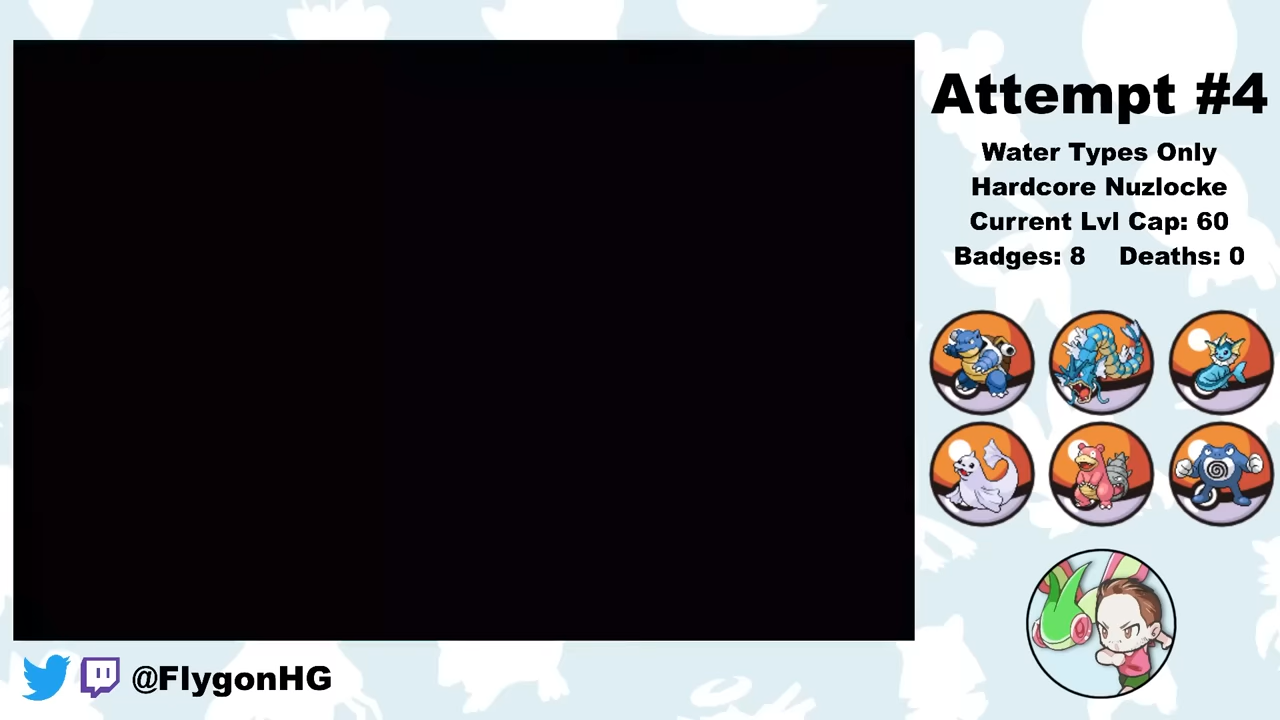 Attempt #4
Water Types Only
Hardcore Nuzlocke
Current Lvl Cap: 60
Badges: 8 Deaths: 0
@FlygonHG